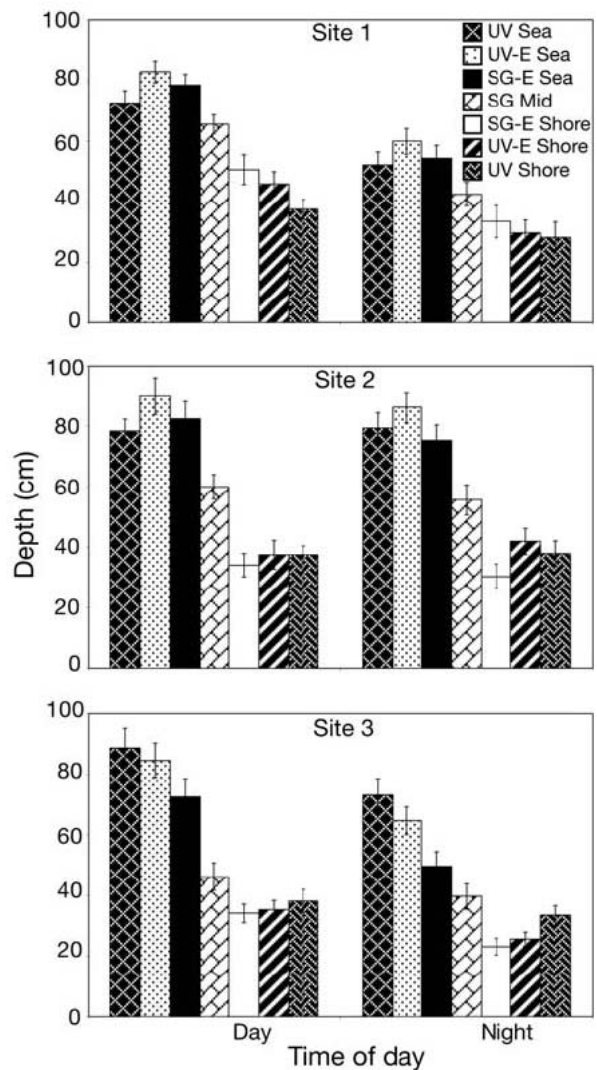 100
80
60
40
20
0
Site 1
UV Sea
UV-E Sea
SG-E Sea
SG Mid
SG-E Shore
UV-E Shore
UV Shore
Depth (cm)
100
80
60
40
20
0
Site 2
100
80
60
40
20
0
Site 3
Day
Night
Time of day